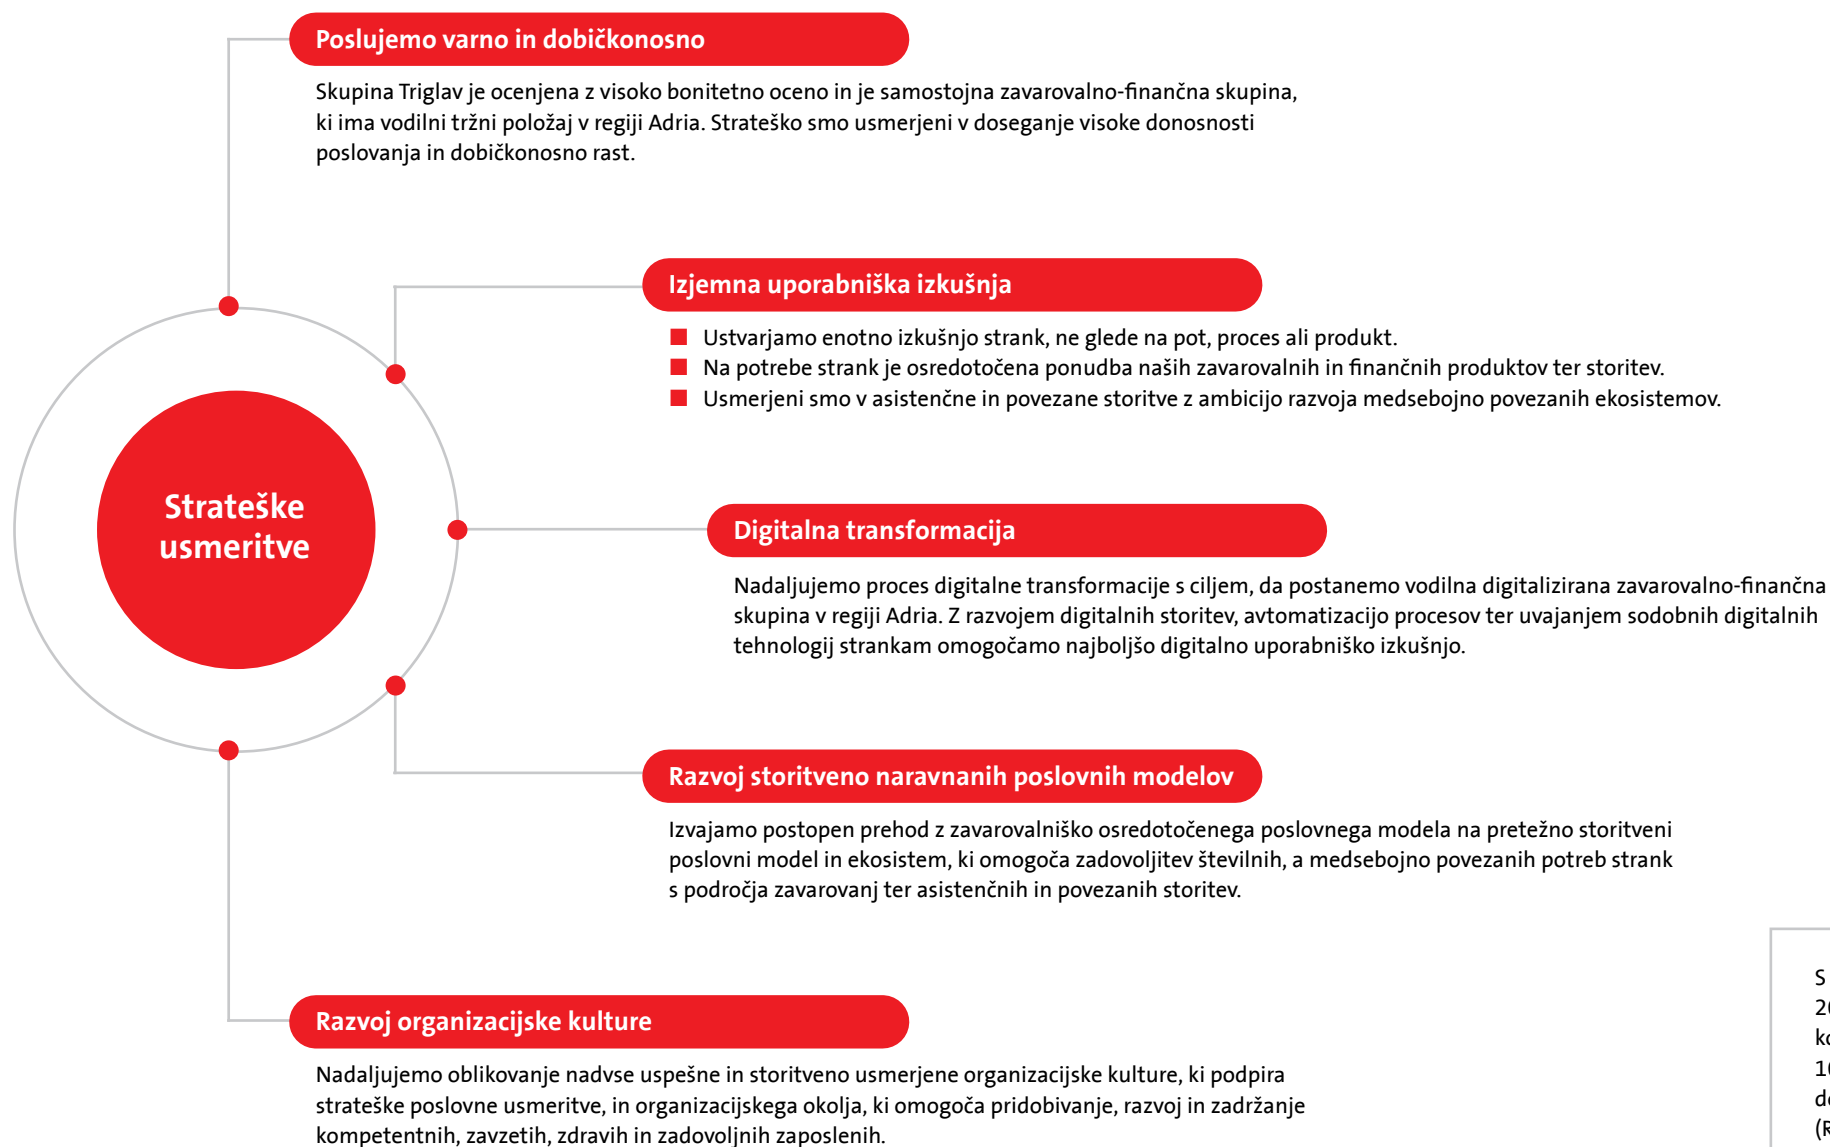 Poslujemo varno in dobičkonosno
Skupina Triglav je ocenjena z visoko bonitetno oceno in je samostojna zavarovalno-finančna skupina,
ki ima vodilni tržni položaj v regiji Adria. Strateško smo usmerjeni v doseganje visoke donosnosti
poslovanja in dobičkonosno rast.
Izjemna uporabniška izkušnja
Ustvarjamo enotno izkušnjo strank, ne glede na pot, proces ali produkt.
Na potrebe strank je osredotočena ponudba naših zavarovalnih in finančnih produktov ter storitev.
Usmerjeni smo v asistenčne in povezane storitve z ambicijo razvoja medsebojno povezanih ekosistemov.
Strateške
usmeritve
Digitalna transformacija
Nadaljujemo proces digitalne transformacije s ciljem, da postanemo vodilna digitalizirana zavarovalno-finančna
skupina v regiji Adria. Z razvojem digitalnih storitev, avtomatizacijo procesov ter uvajanjem sodobnih digitalnih
tehnologij strankam omogočamo najboljšo digitalno uporabniško izkušnjo.
Razvoj storitveno naravnanih poslovnih modelov
Izvajamo postopen prehod z zavarovalniško osredotočenega poslovnega modela na pretežno storitveni
poslovni model in ekosistem, ki omogoča zadovoljitev številnih, a medsebojno povezanih potreb strank
s področja zavarovanj ter asistenčnih in povezanih storitev.
Razvoj organizacijske kulture
Nadaljujemo oblikovanje nadvse uspešne in storitveno usmerjene organizacijske kulture, ki podpira
strateške poslovne usmeritve, in organizacijskega okolja, ki omogoča pridobivanje, razvoj in zadržanje
kompetentnih, zavzetih, zdravih in zadovoljnih zaposlenih.
S